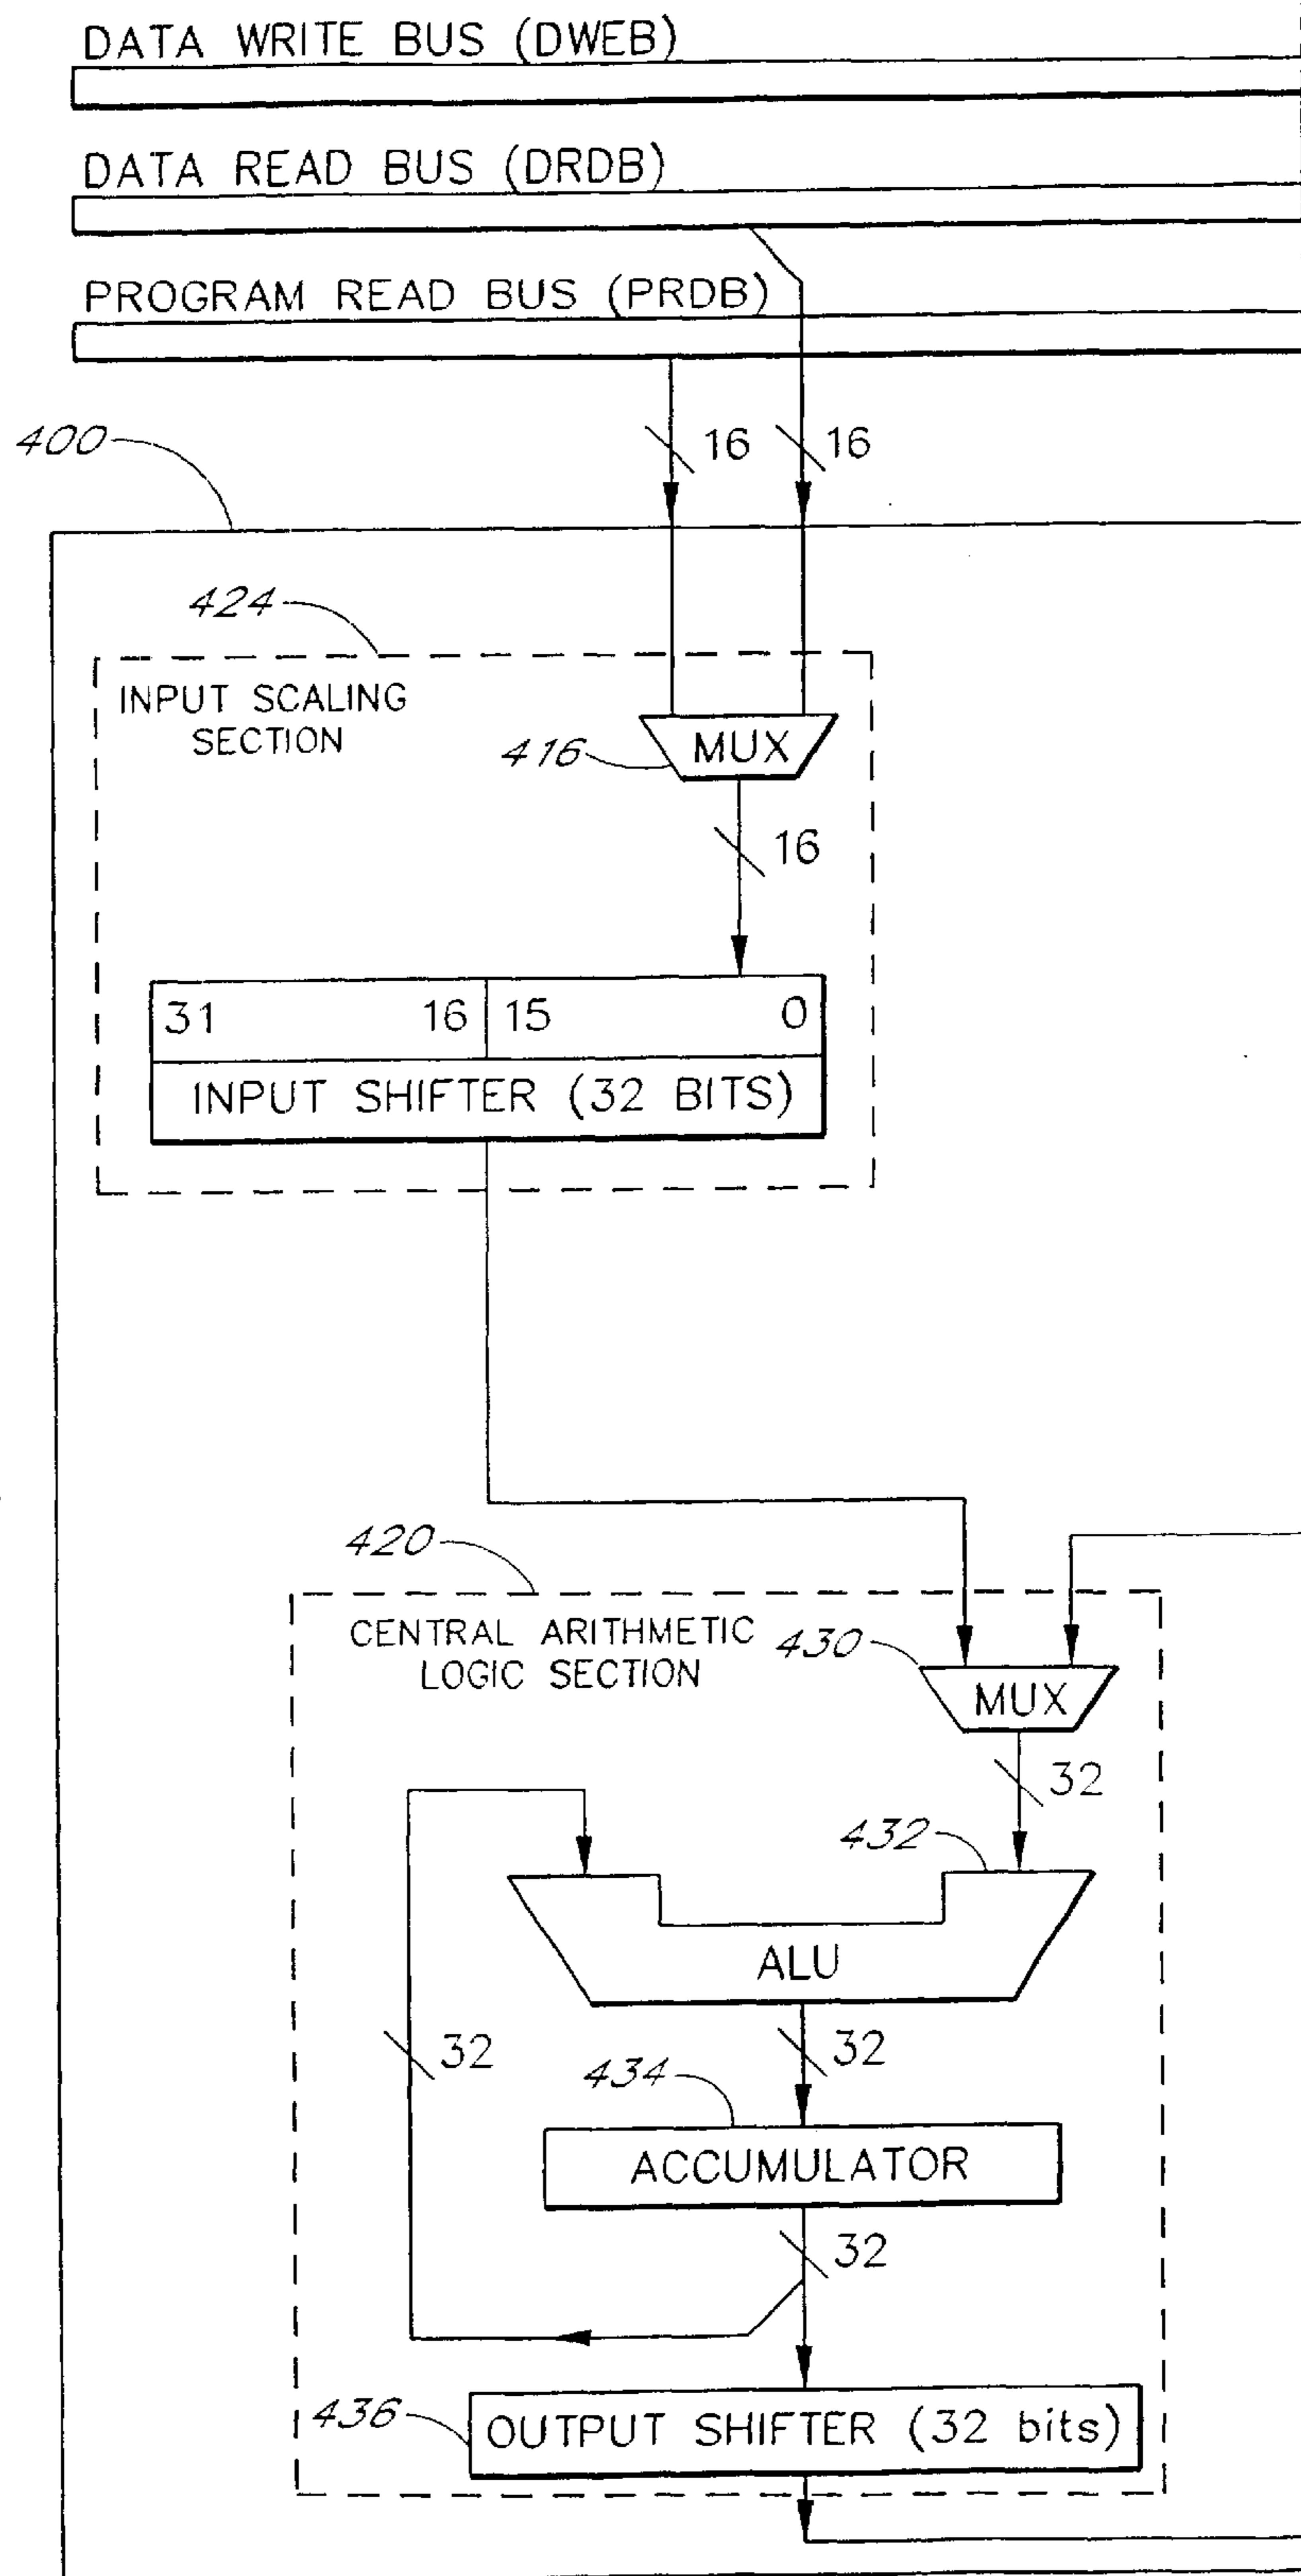 DATA WRITE BUS (DWEB)
DATA READ BUS (DRDB)
PROGRAM READ BUS (PRDB)
400
16
16
424
INPUT SCALING
SECTION
416
MUX
16
31 16 15 0
INPUT SHIFTER (32 BITS)
420
CENTRAL ARITHMETIC
LOGIC SECTION
430
MUX
32
432
ALU
32
32
434
ACCUMULATOR
32
436
OUTPUT SHIFTER (32 bits)